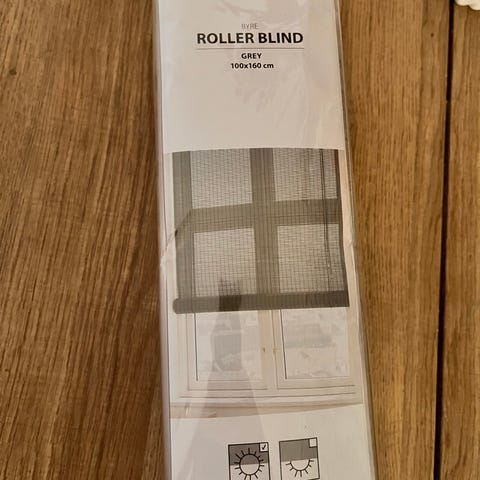 BYRE
ROLLER BLIND
GREY
100x160 cm